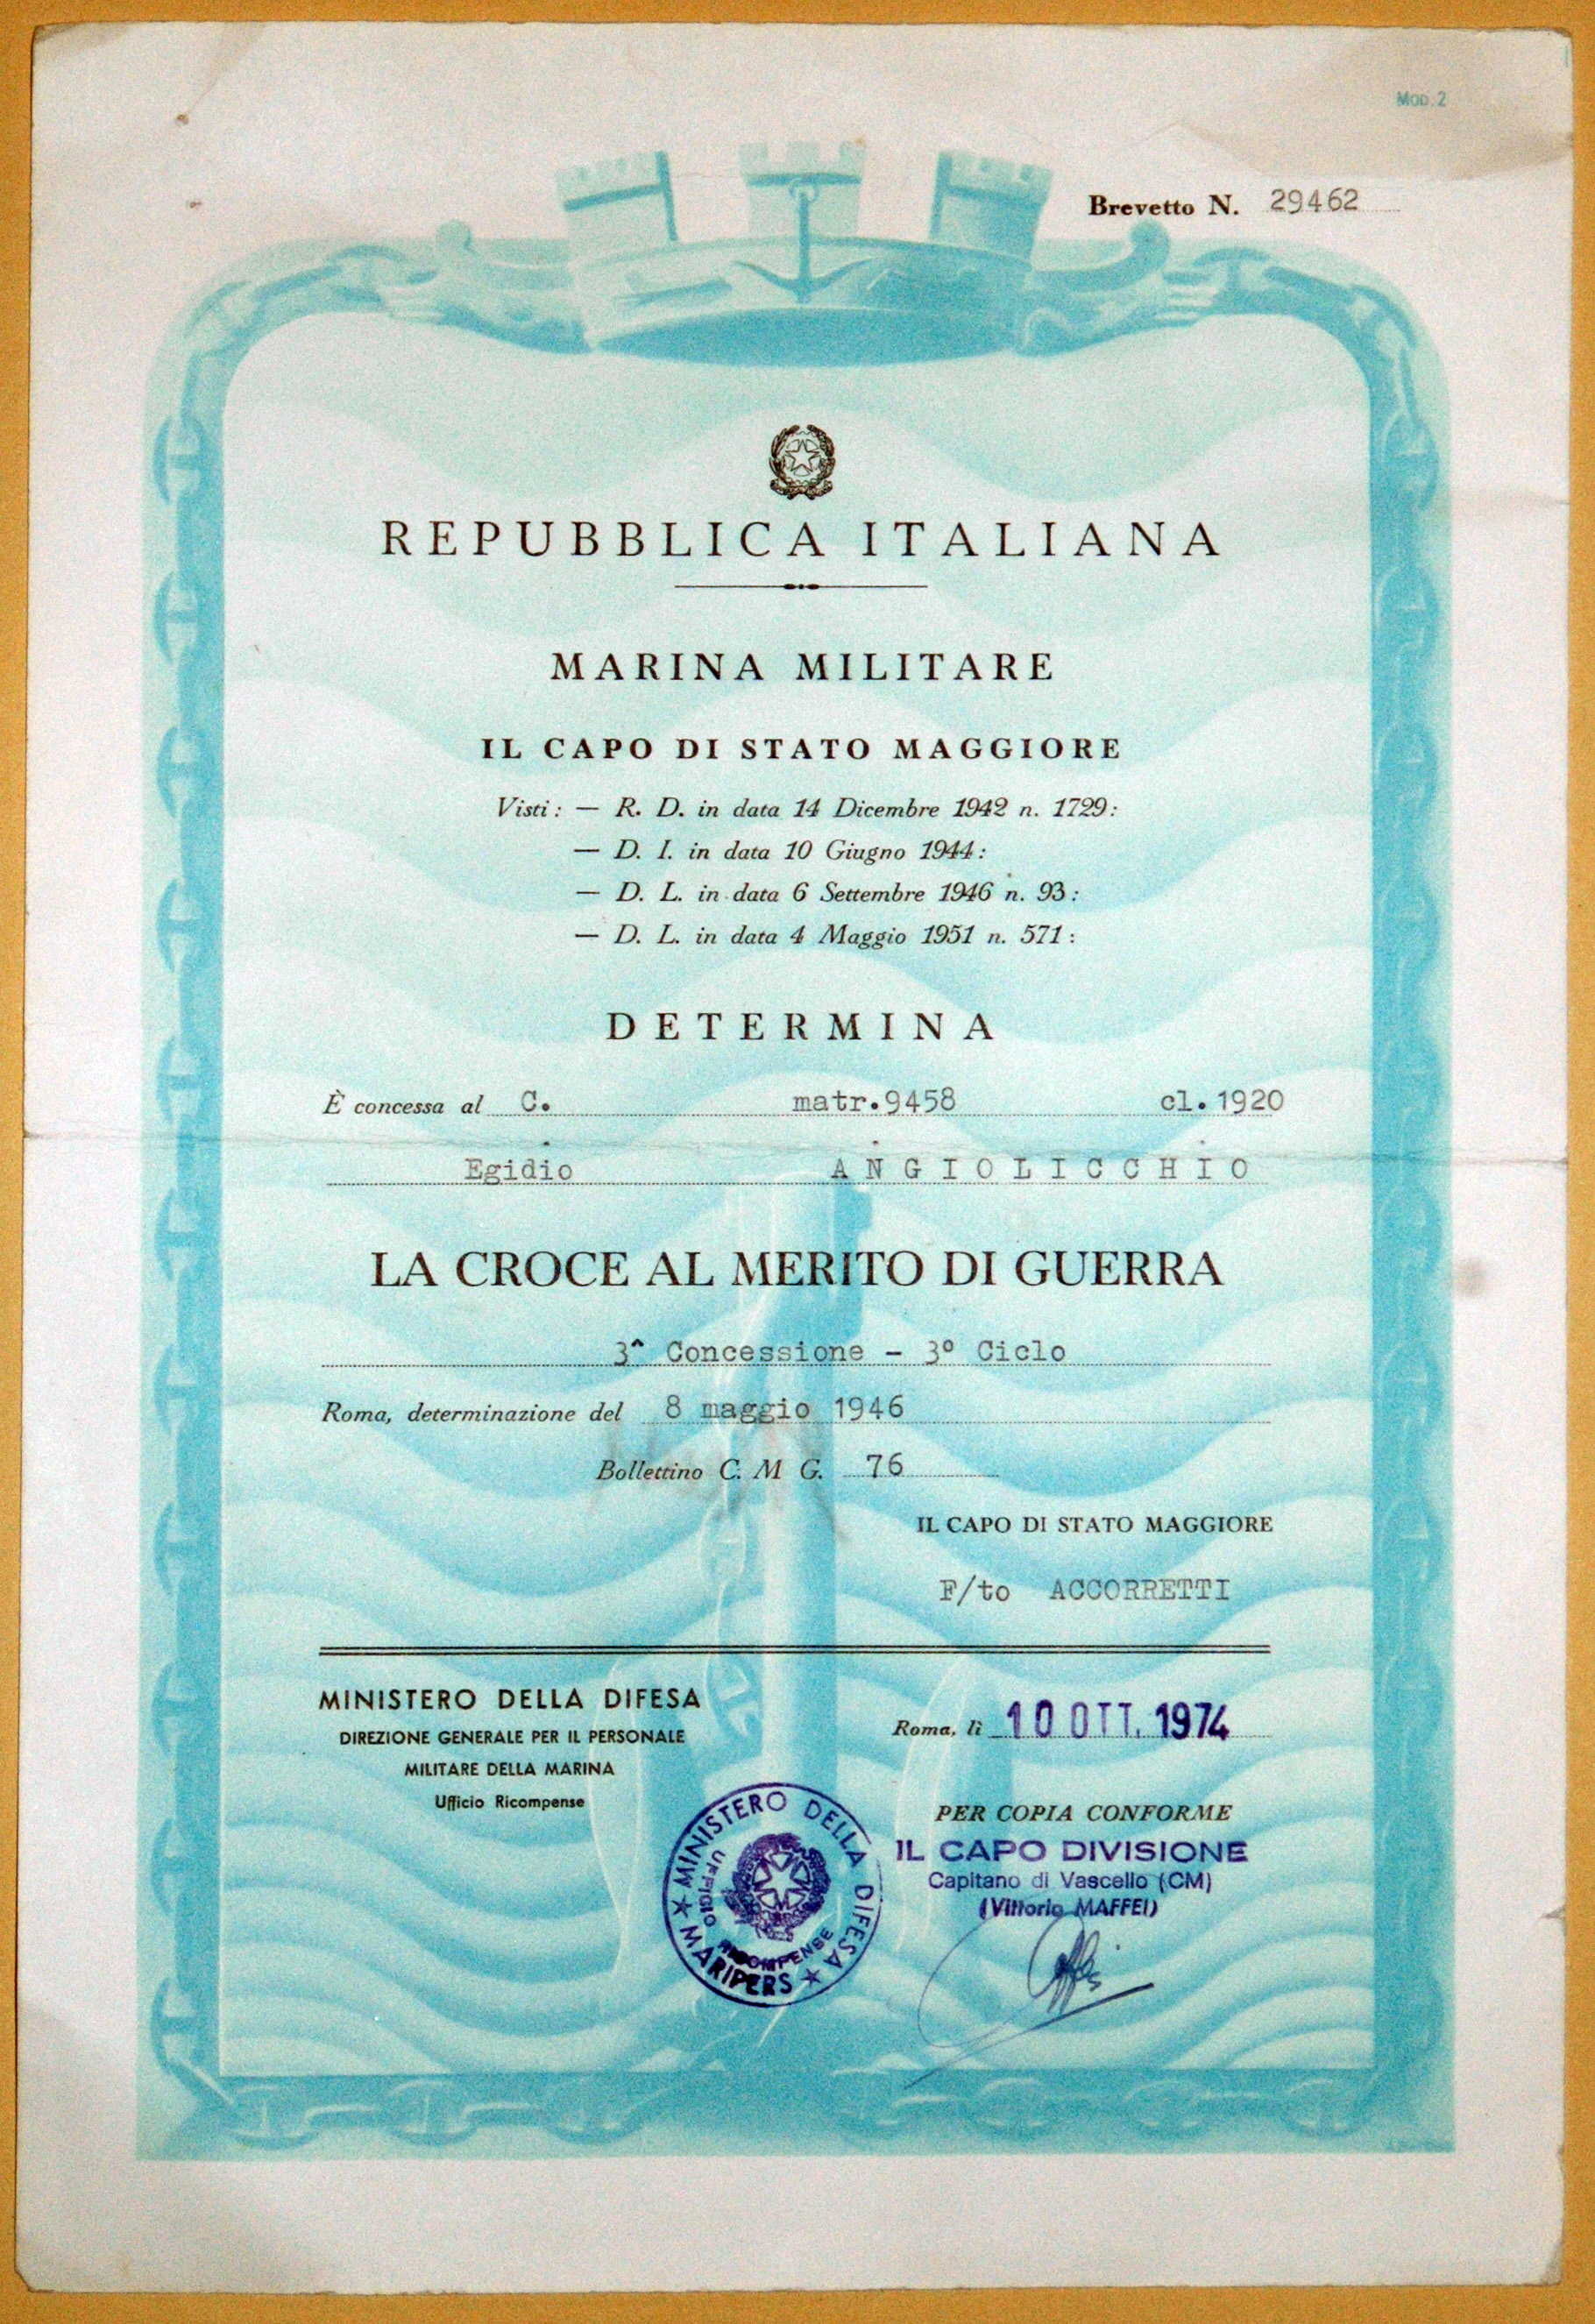 Mod. 2
Brevetto N. 29462
REPUBBLICA ITALIANA
MARINA MILITARE
IL CAPO DI STATO MAGGIORE
Visti: — R. D. in data 14 Dicembre 1942 n. 1729:
— D. I. in data 10 Giugno 1944:
— D. L. in data 6 Settembre 1946 n. 93:
— D. L. in data 4 Maggio 1951 n. 571:
DETERMINA
È concessa al C. matr.9458 cl.1920
Egidio ANGIOLICCHIO
LA CROCE AL MERITO DI GUERRA
3^ Concessione - 3° Ciclo
Roma, determinazione del 8 maggio 1946
Bollettino C. M G. 76
IL CAPO DI STATO MAGGIORE
F/to ACCORRETTI
MINISTERO DELLA DIFESA
DIREZIONE GENERALE PER IL PERSONALE
MILITARE DELLA MARINA
Ufficio Ricompense
Roma, lì 10 OTT. 1974
PER COPIA CONFORME
IL CAPO DIVISIONE
Capitano di Vascello (CM)
(Vittorio MAFFEI)
★ MINISTERO DELLA DIFESA ★ MARIPERS
UFFICIO RICOMPENSE